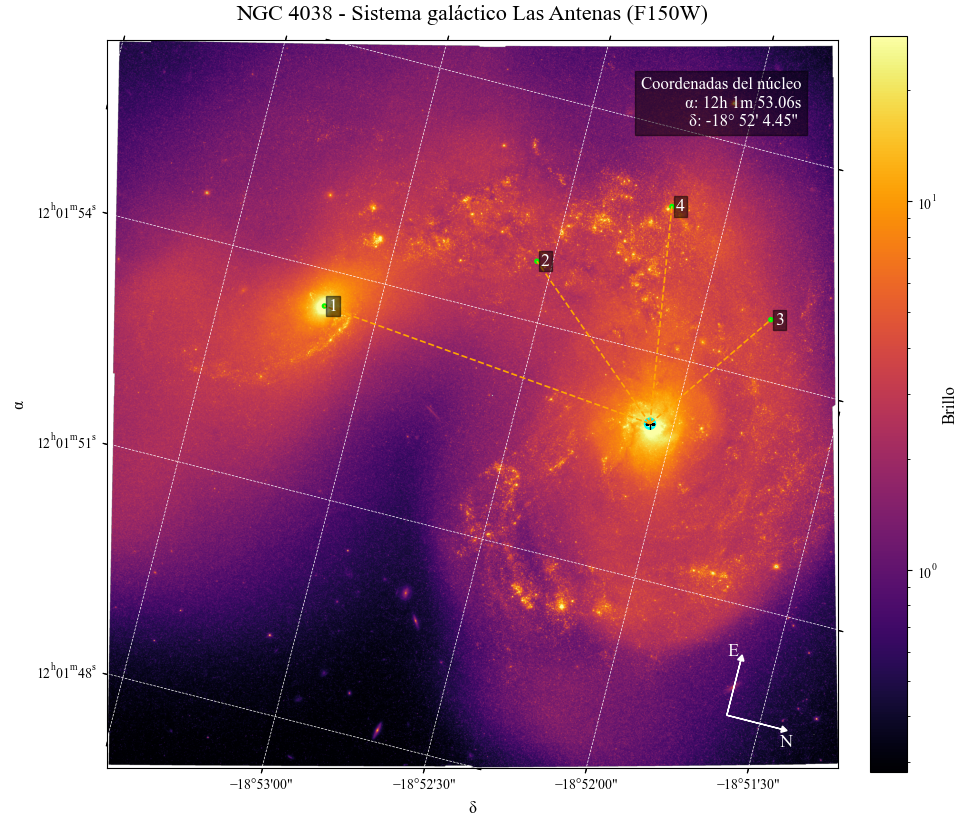 NGC 4038 - Sistema galáctico Las Antenas (F150W)
Coordenadas del núcleo
α: 12h 1m 53.06s
δ: -18° 52' 4.45"
12ʰ01ᵐ54ˢ
12ʰ01ᵐ51ˢ
12ʰ01ᵐ48ˢ
α
1
2
3
4
E
N
−18°53'00"
−18°52'30"
−18°52'00"
−18°51'30"
δ
10¹
10⁰
Brillo